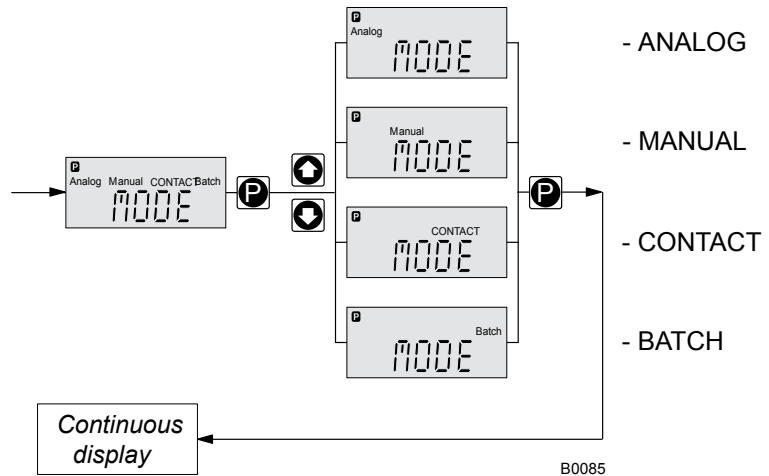 P
Analog
MODE
- ANALOG
P
Manual
MODE
- MANUAL
P
Analog Manual CONTACT Batch
MODE
P
P
P
CONTACT
MODE
- CONTACT
P
Batch
MODE
- BATCH
Continuous
display
B0085